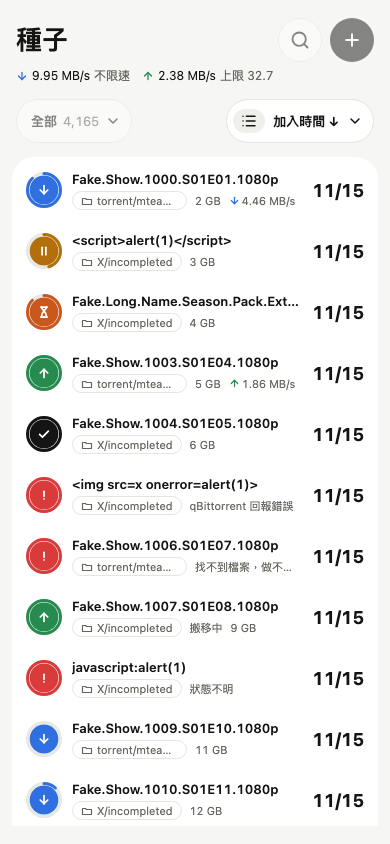 種子
9.95 MB/s 不限速 2.38 MB/s 上限 32.7
全部 4,165 加入時間
Fake.Show.1000.S01E01.1080p 11/15
torrent/mtea... 2 GB 4.46 MB/s
<script>alert(1)</script> 11/15
X/incompleted 3 GB
Fake.Long.Name.Season.Pack.Ext... 11/15
X/incompleted 4 GB
Fake.Show.1003.S01E04.1080p 11/15
torrent/mtea... 5 GB 1.86 MB/s
Fake.Show.1004.S01E05.1080p 11/15
X/incompleted 6 GB
<img src=x onerror=alert(1)> 11/15
X/incompleted qBittorrent 回報錯誤
Fake.Show.1006.S01E07.1080p 11/15
torrent/mtea... 找不到檔案，做不...
Fake.Show.1007.S01E08.1080p 11/15
X/incompleted 搬移中 9 GB
javascript:alert(1) 11/15
X/incompleted 狀態不明
Fake.Show.1009.S01E10.1080p 11/15
torrent/mtea... 11 GB
Fake.Show.1010.S01E11.1080p 11/15
X/incompleted 12 GB